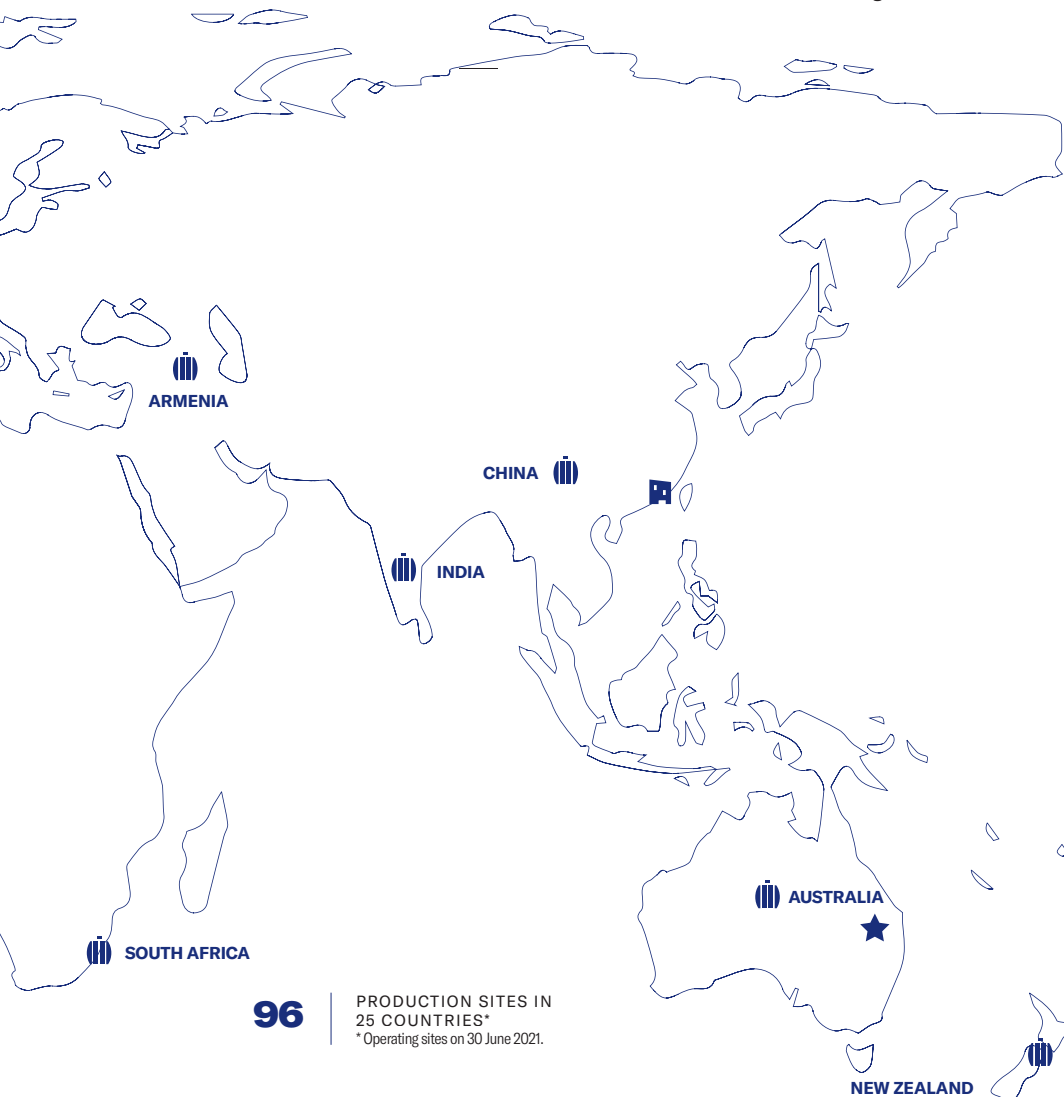 ARMENIA
CHINA
INDIA
AUSTRALIA
SOUTH AFRICA
96
PRODUCTION SITES IN
25 COUNTRIES*
* Operating sites on 30 June 2021.
NEW ZEALAND